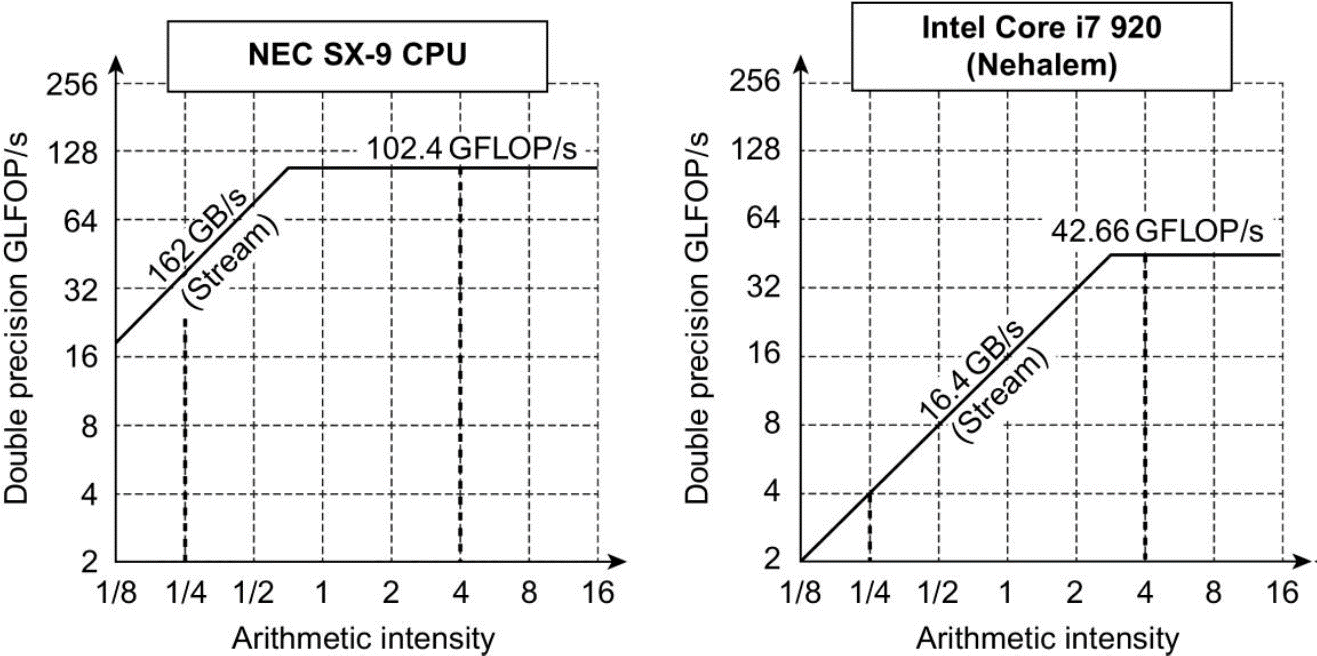 NEC SX-9 CPU
256
128
64
32
16
8
4
2
Double precision GLFOP/s
102.4 GFLOP/s
162 GB/s
(Stream)
1/8 1/4 1/2 1 2 4 8 16
Arithmetic intensity
Intel Core i7 920
(Nehalem)
256
128
64
32
16
8
4
2
Double precision GLFOP/s
42.66 GFLOP/s
16.4 GB/s
(Stream)
1/8 1/4 1/2 1 2 4 8 16
Arithmetic intensity